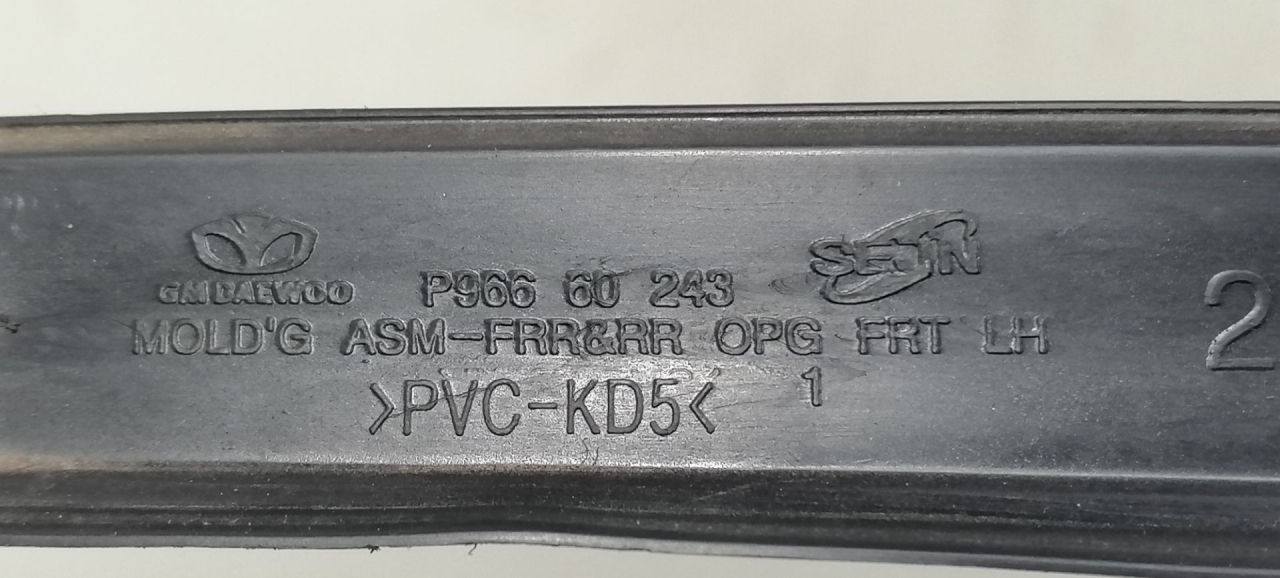 GM DAEWOO P966 60 243 SEJIN
MOLD'G ASM-FRR&RR OPG FRT LH
>PVC-KD5< 1
2